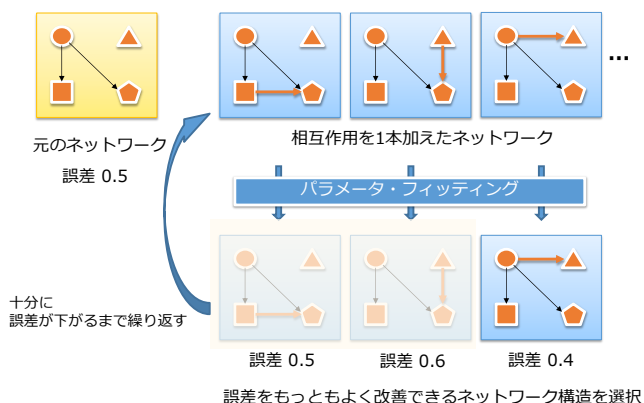 ...
元のネットワーク
誤差 0.5
相互作用を1本加えたネットワーク
パラメータ・フィッティング
十分に
誤差が下がるまで繰り返す
誤差 0.5
誤差 0.6
誤差 0.4
誤差をもっともよく改善できるネットワーク構造を選択